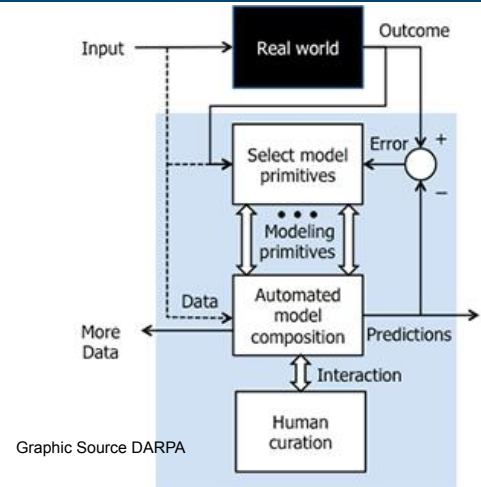 Input
Real world
Outcome
Error
+
−
Select model
primitives
• • •
Modeling
primitives
Data
More
Data
Automated
model
composition
Predictions
Interaction
Human
curation
Graphic Source DARPA